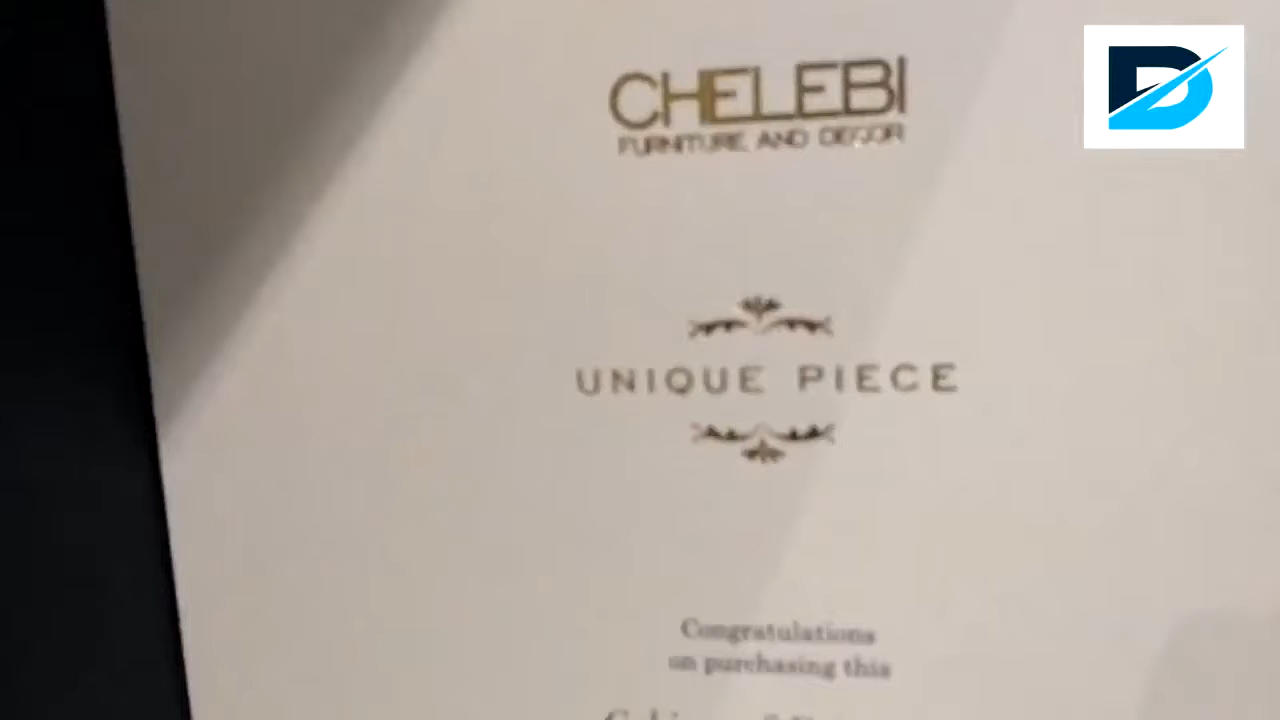 CHELEBI
FURNITURE AND DECOR
UNIQUE PIECE
Congratulations
on purchasing this